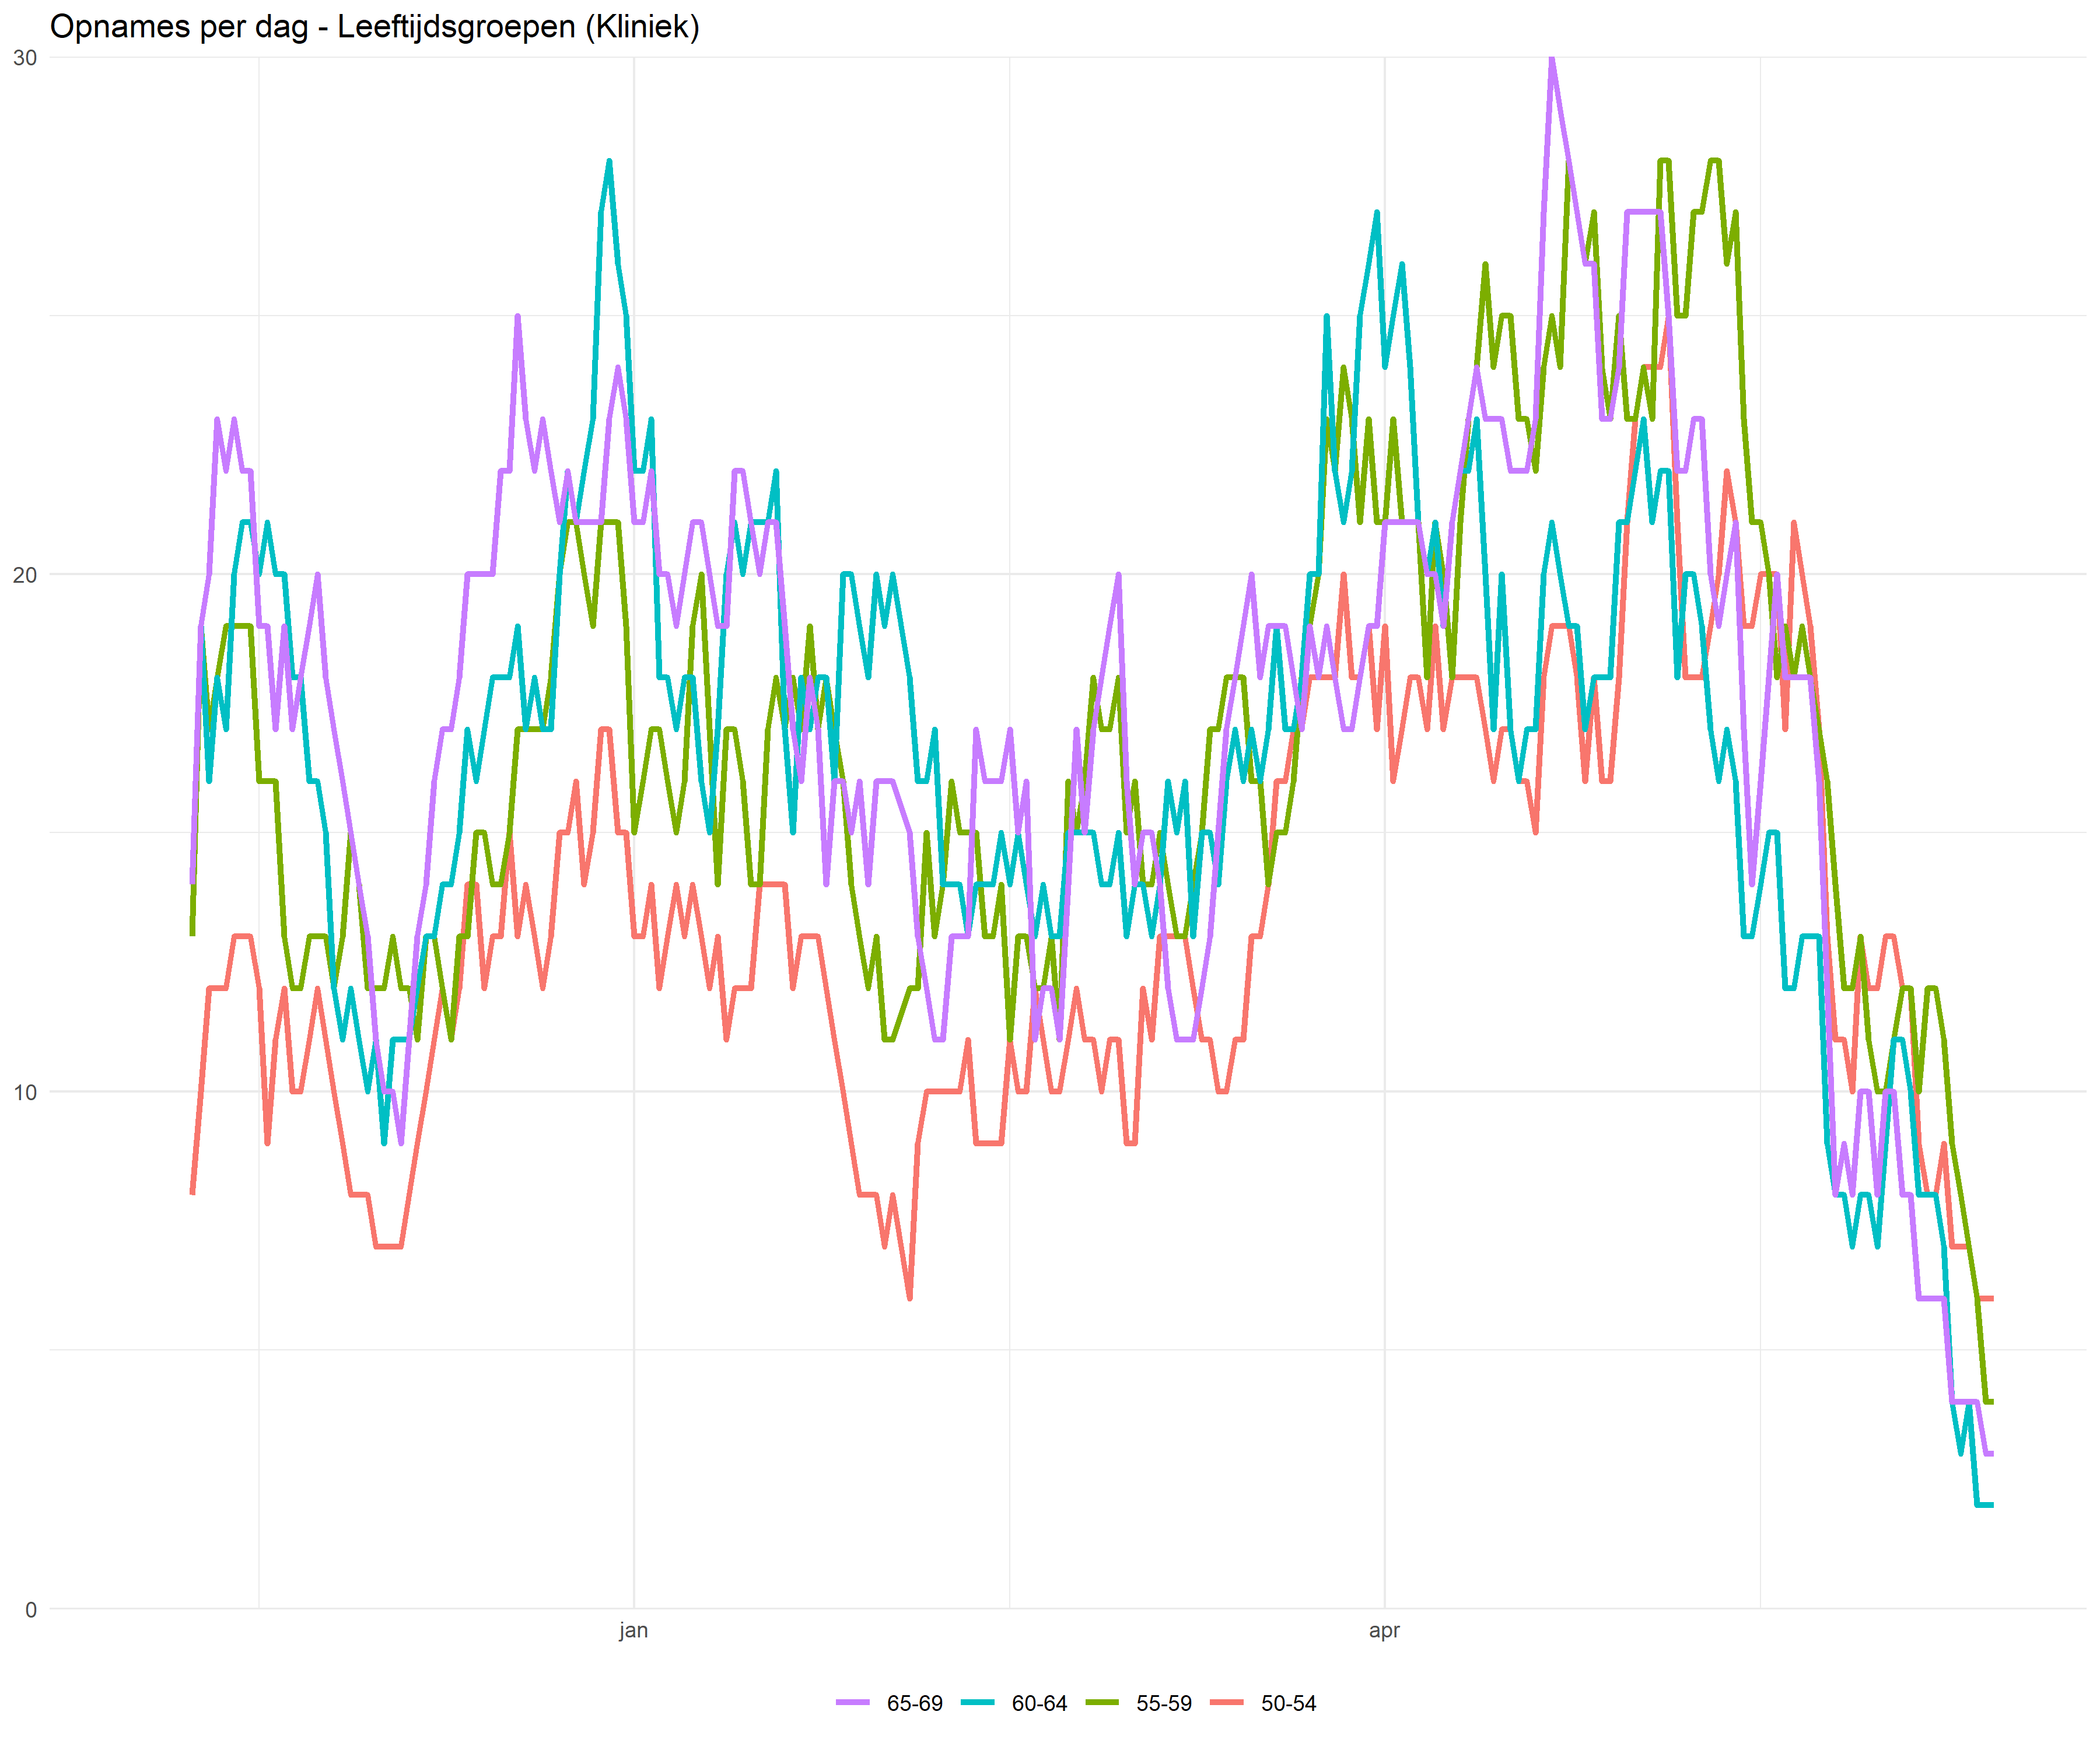 Opnames per dag - Leeftijdsgroepen (Kliniek)
30
20
10
0
jan apr
65-69 60-64 55-59 50-54